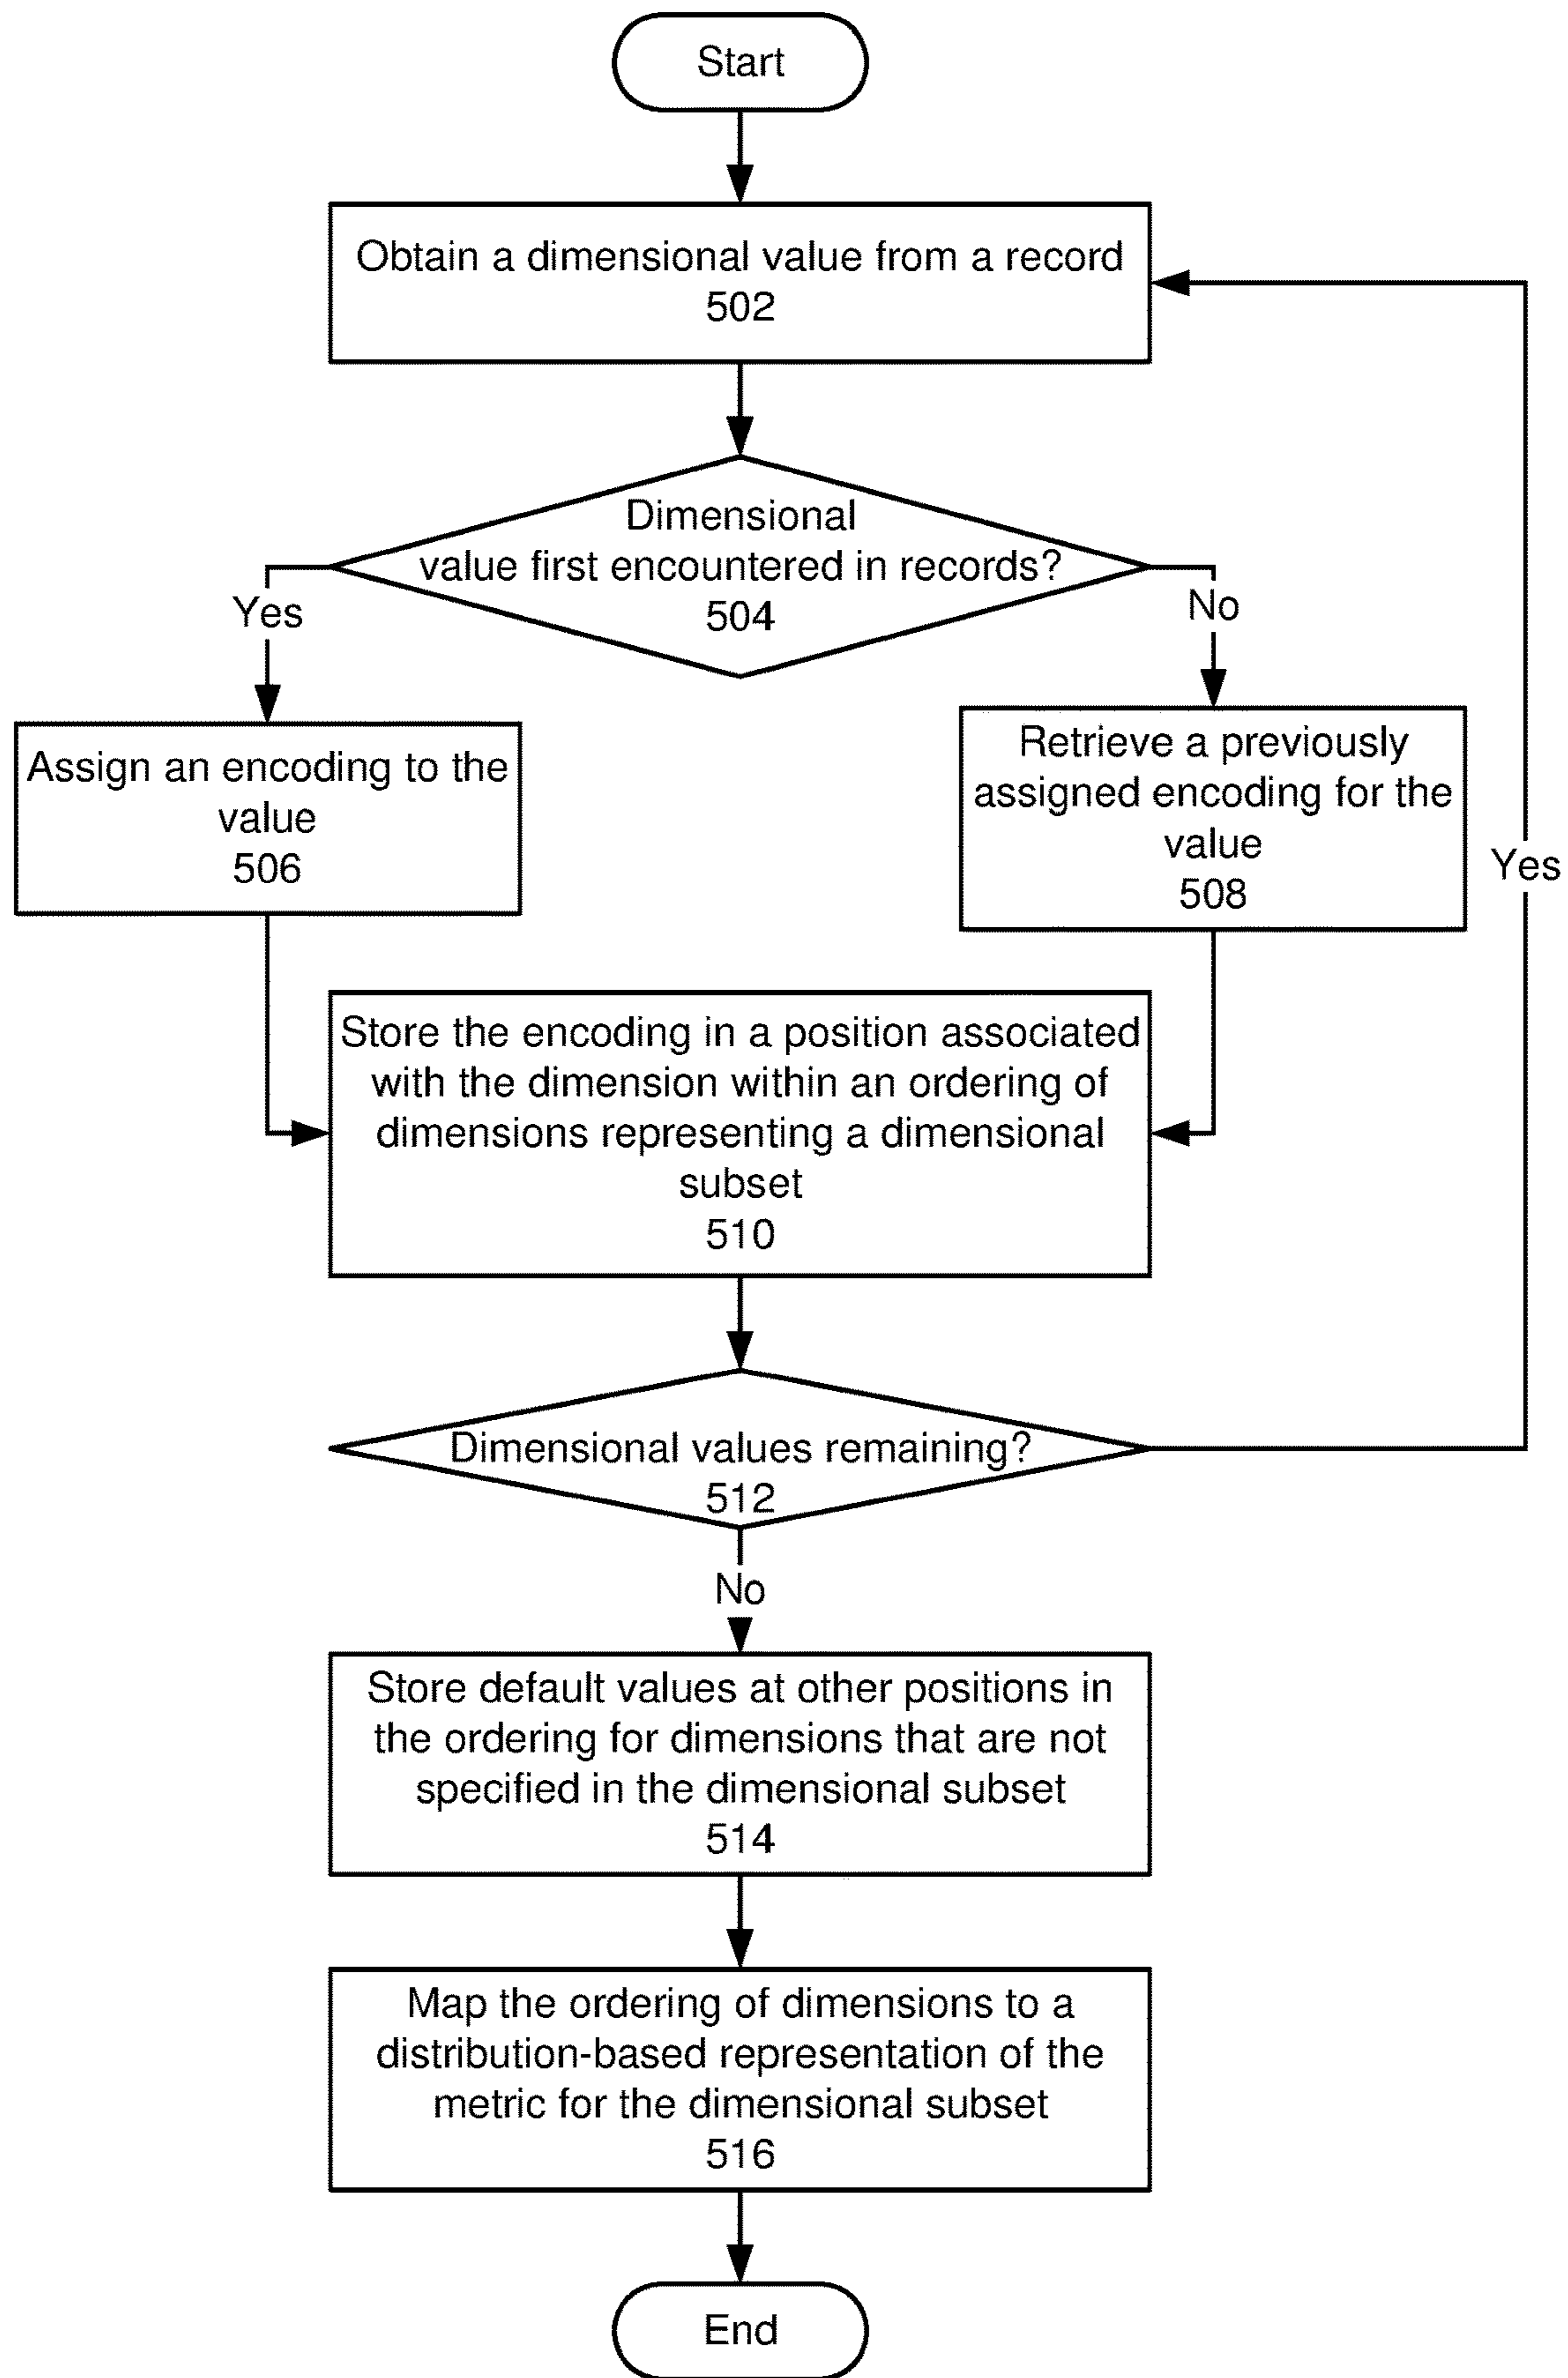 Start
Obtain a dimensional value from a record
502
Dimensional
value first encountered in records?
504
Yes
No
Assign an encoding to the
value
506
Retrieve a previously
assigned encoding for the
value
508
Yes
Store the encoding in a position associated
with the dimension within an ordering of
dimensions representing a dimensional
subset
510
Dimensional values remaining?
512
No
Store default values at other positions in
the ordering for dimensions that are not
specified in the dimensional subset
514
Map the ordering of dimensions to a
distribution-based representation of the
metric for the dimensional subset
516
End